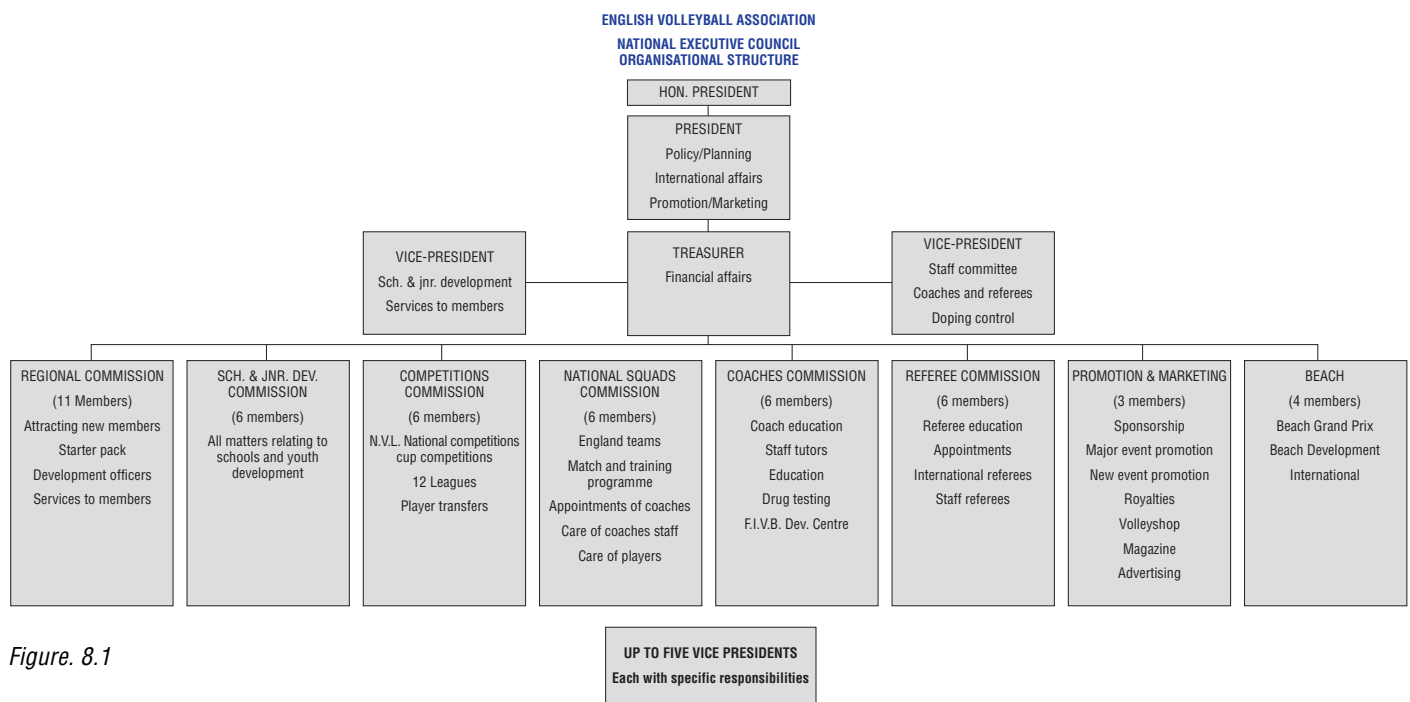 ENGLISH VOLLEYBALL ASSOCIATION
NATIONAL EXECUTIVE COUNCIL
ORGANISATIONAL STRUCTURE
HON. PRESIDENT
PRESIDENT
Policy/Planning
International affairs
Promotion/Marketing
VICE-PRESIDENT
Sch. & jnr. development
Services to members
TREASURER
Financial affairs
VICE-PRESIDENT
Staff committee
Coaches and referees
Doping control
REGIONAL COMMISSION
(11 Members)
Attracting new members
Starter pack
Development officers
Services to members
SCH. & JNR. DEV.
COMMISSION
(6 members)
All matters relating to
schools and youth
development
COMPETITIONS
COMMISSION
(6 members)
N.V.L. National competitions
cup competitions
12 Leagues
Player transfers
NATIONAL SQUADS
COMMISSION
(6 members)
England teams
Match and training
programme
Appointments of coaches
Care of coaches staff
Care of players
COACHES COMMISSION
(6 members)
Coach education
Staff tutors
Education
Drug testing
F.I.V.B. Dev. Centre
REFEREE COMMISSION
(6 members)
Referee education
Appointments
International referees
Staff referees
PROMOTION & MARKETING
(3 members)
Sponsorship
Major event promotion
New event promotion
Royalties
Volleyshop
Magazine
Advertising
BEACH
(4 members)
Beach Grand Prix
Beach Development
International
Figure. 8.1
UP TO FIVE VICE PRESIDENTS
Each with specific responsibilities